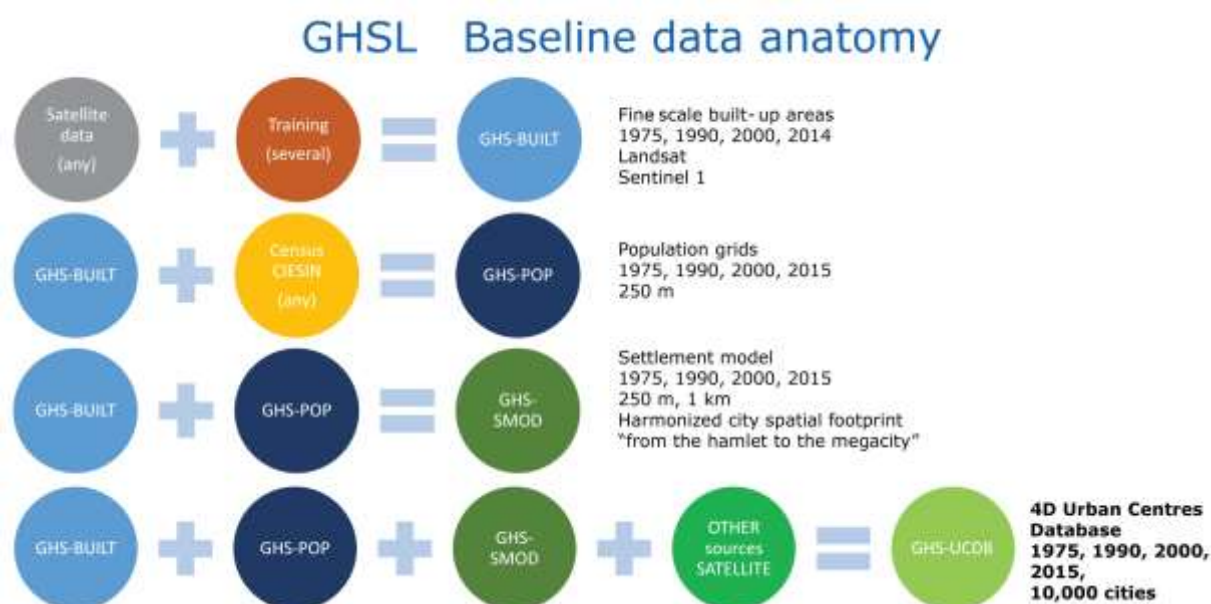 GHSL Baseline data anatomy
Satellite
data
(any)
Training
(several)
GHS-BUILT
Fine scale built-up areas
1975, 1990, 2000, 2014
Landsat
Sentinel 1
GHS-BUILT
Census
CIESIN
(any)
GHS-POP
Population grids
1975, 1990, 2000, 2015
250 m
GHS-BUILT
GHS-POP
GHS-
SMOD
Settlement model
1975, 1990, 2000, 2015
250 m, 1 km
Harmonized city spatial footprint
"from the hamlet to the megacity"
GHS-BUILT
GHS-POP
GHS-
SMOD
OTHER
sources
SATELLITE
GHS-UCDB
4D Urban Centres
Database
1975, 1990, 2000,
2015,
10,000 cities